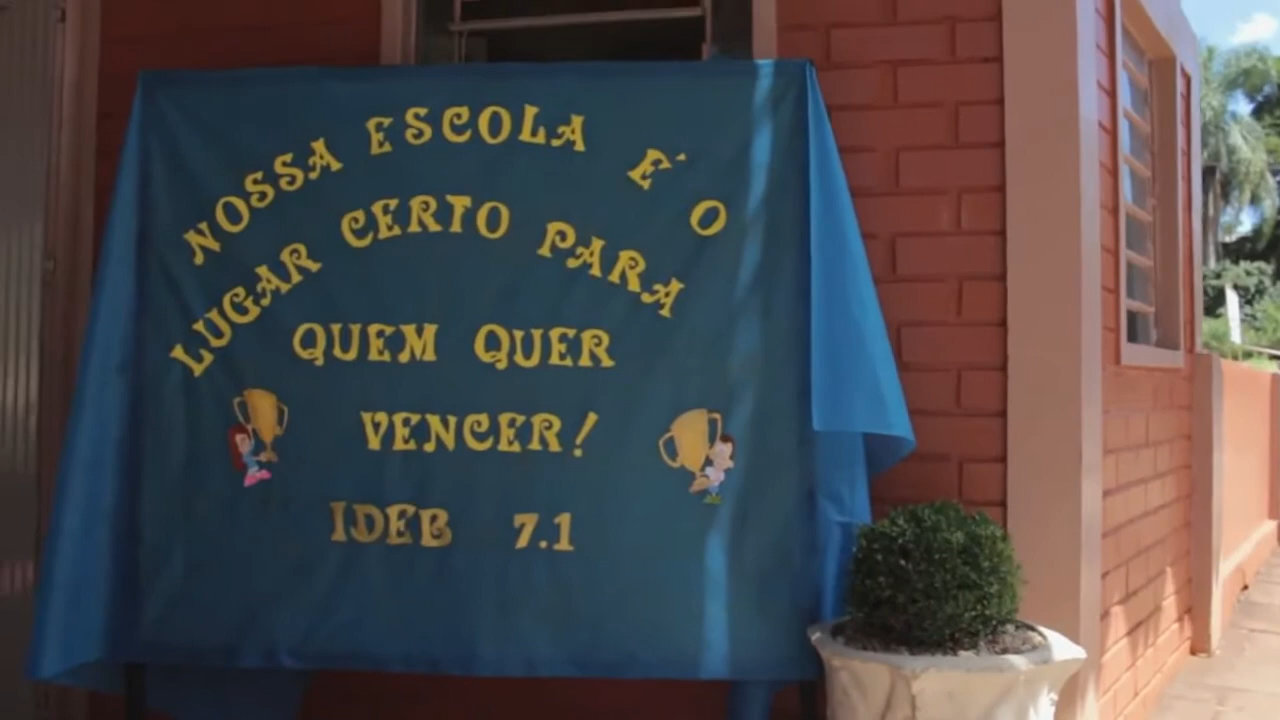 NOSSA ESCOLA É O
LUGAR CERTO PARA
QUEM QUER
VENCER!
IDEB 7.1